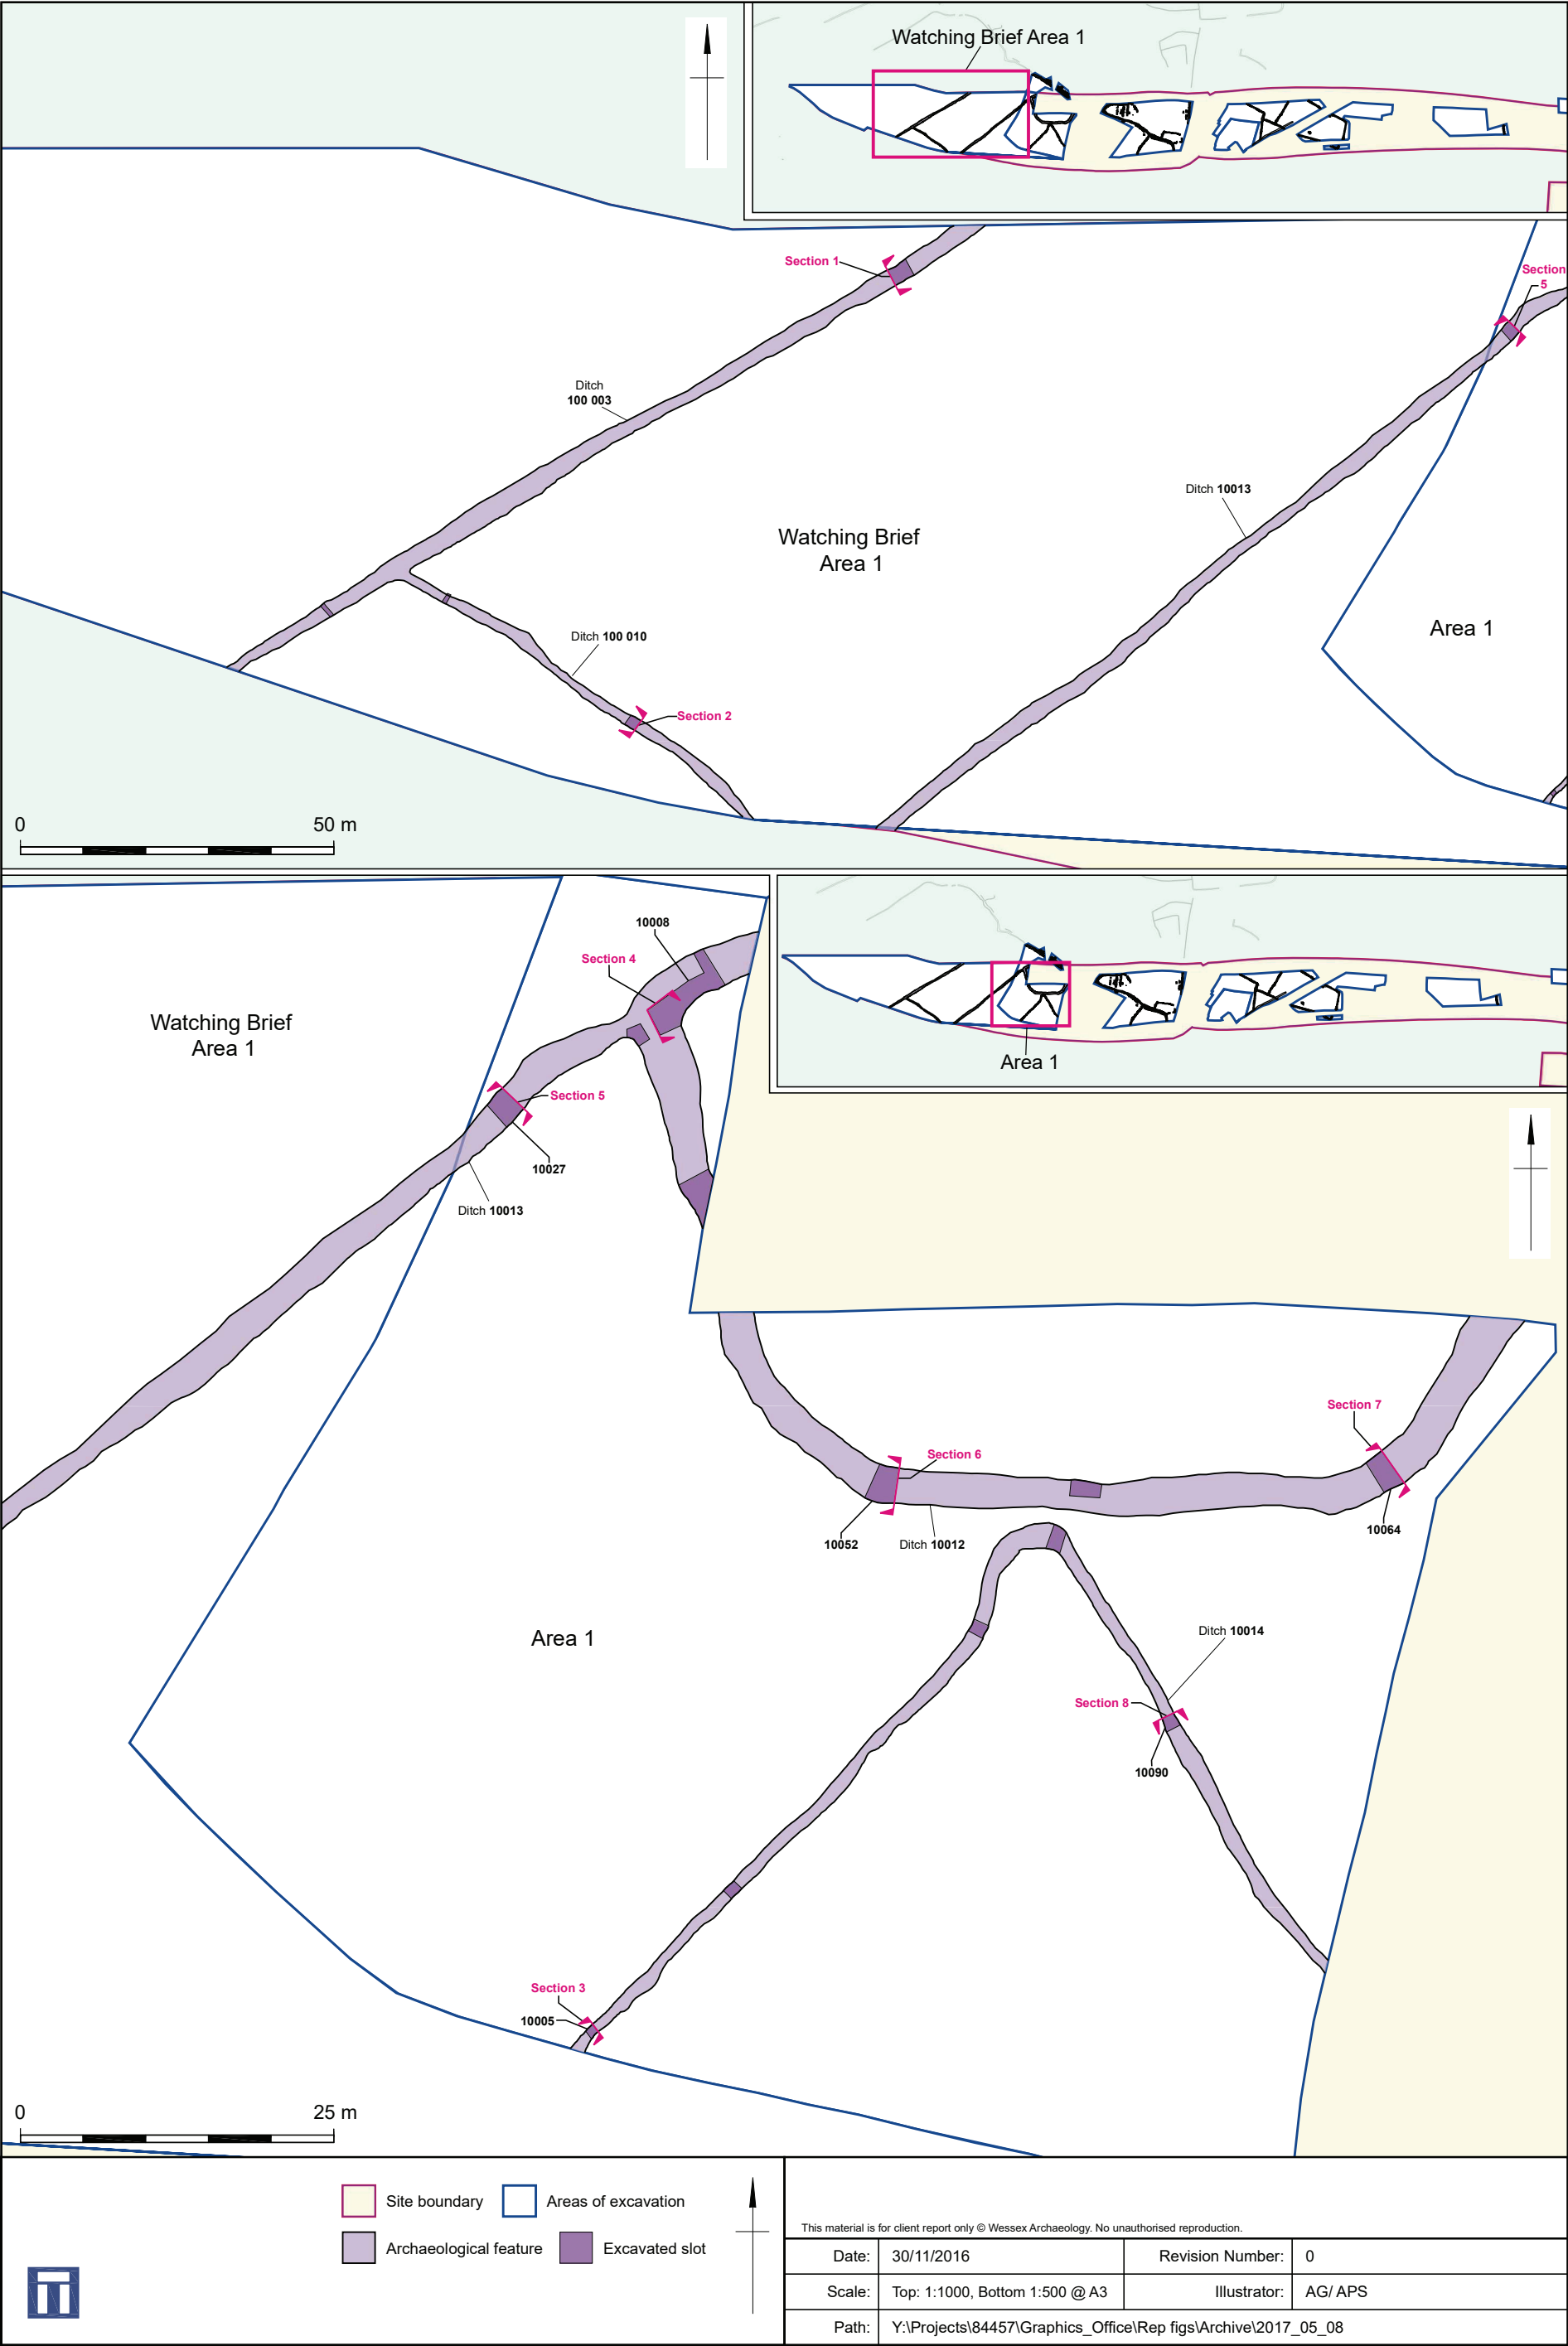 Watching Brief Area 1
Section 1
Section
5
Ditch
100 003
Ditch 10013
Watching Brief
Area 1
Area 1
Ditch 100 010
Section 2
0 50 m
10008
Section 4
Watching Brief
Area 1
Area 1
Section 5
10027
Ditch 10013
Section 7
Section 6
10064
10052
Ditch 10012
Area 1
Ditch 10014
Section 8
10090
Section 3
10005
0 25 m
Site boundary
Areas of excavation
Archaeological feature
Excavated slot
This material is for client report only © Wessex Archaeology. No unauthorised reproduction.
Date: 30/11/2016 Revision Number: 0
Scale: Top: 1:1000, Bottom 1:500 @ A3 Illustrator: AG/ APS
Path: Y:\Projects\84457\Graphics_Office\Rep figs\Archive\2017_05_08